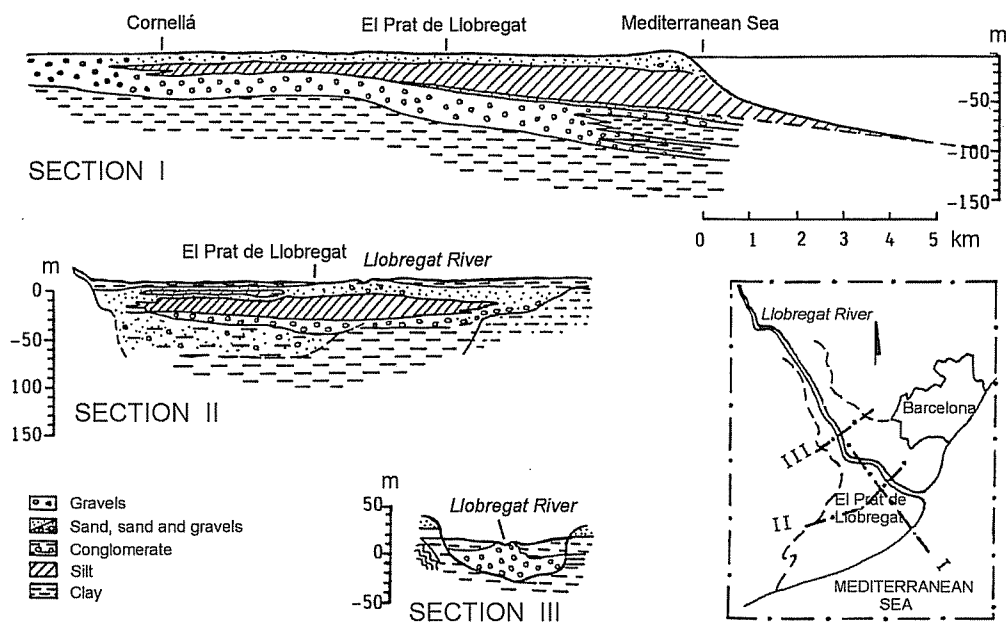 Cornellá
El Prat de Llobregat
Mediterranean Sea
m
0
-50
-100
-150
SECTION I
0 1 2 3 4 5 km
El Prat de Llobregat
Llobregat River
m
0
-50
100
150
SECTION II
Gravels
Sand, sand and gravels
Conglomerate
Silt
Clay
m
50
0
-50
Llobregat River
SECTION III
Llobregat River
Barcelona
III
El Prat de
Llobregat
II
I
MEDITERRANEAN
SEA